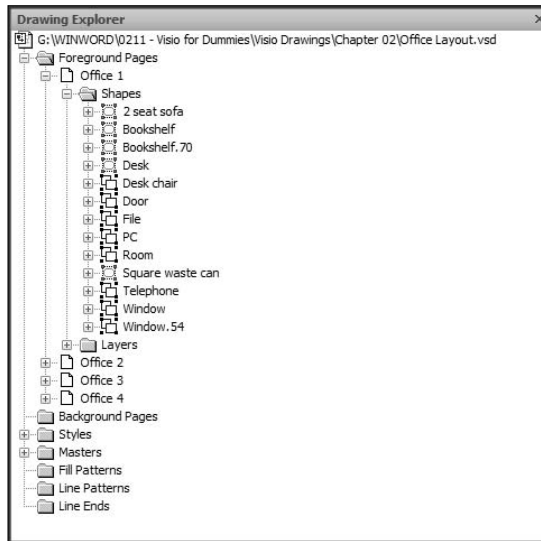 Drawing Explorer
G:\WINWORD\0211 - Visio for Dummies\Visio Drawings\Chapter 02\Office Layout.vsd
Foreground Pages
Office 1
Shapes
2 seat sofa
Bookshelf
Bookshelf.70
Desk
Desk chair
Door
File
PC
Room
Square waste can
Telephone
Window
Window.54
Layers
Office 2
Office 3
Office 4
Background Pages
Styles
Masters
Fill Patterns
Line Patterns
Line Ends